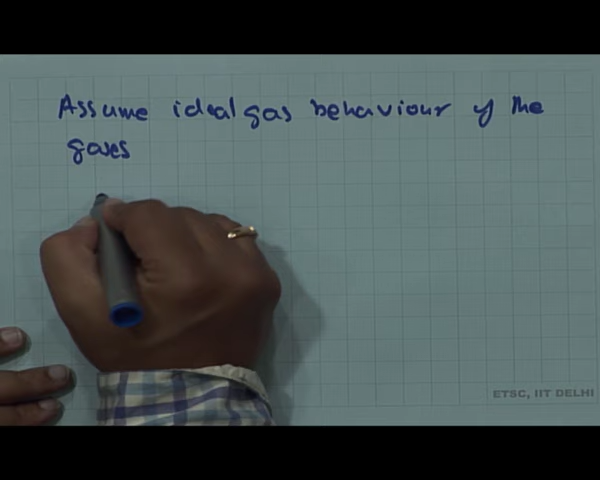 Assume ideal gas behaviour of the
gases
ETSC, IIT DELHI